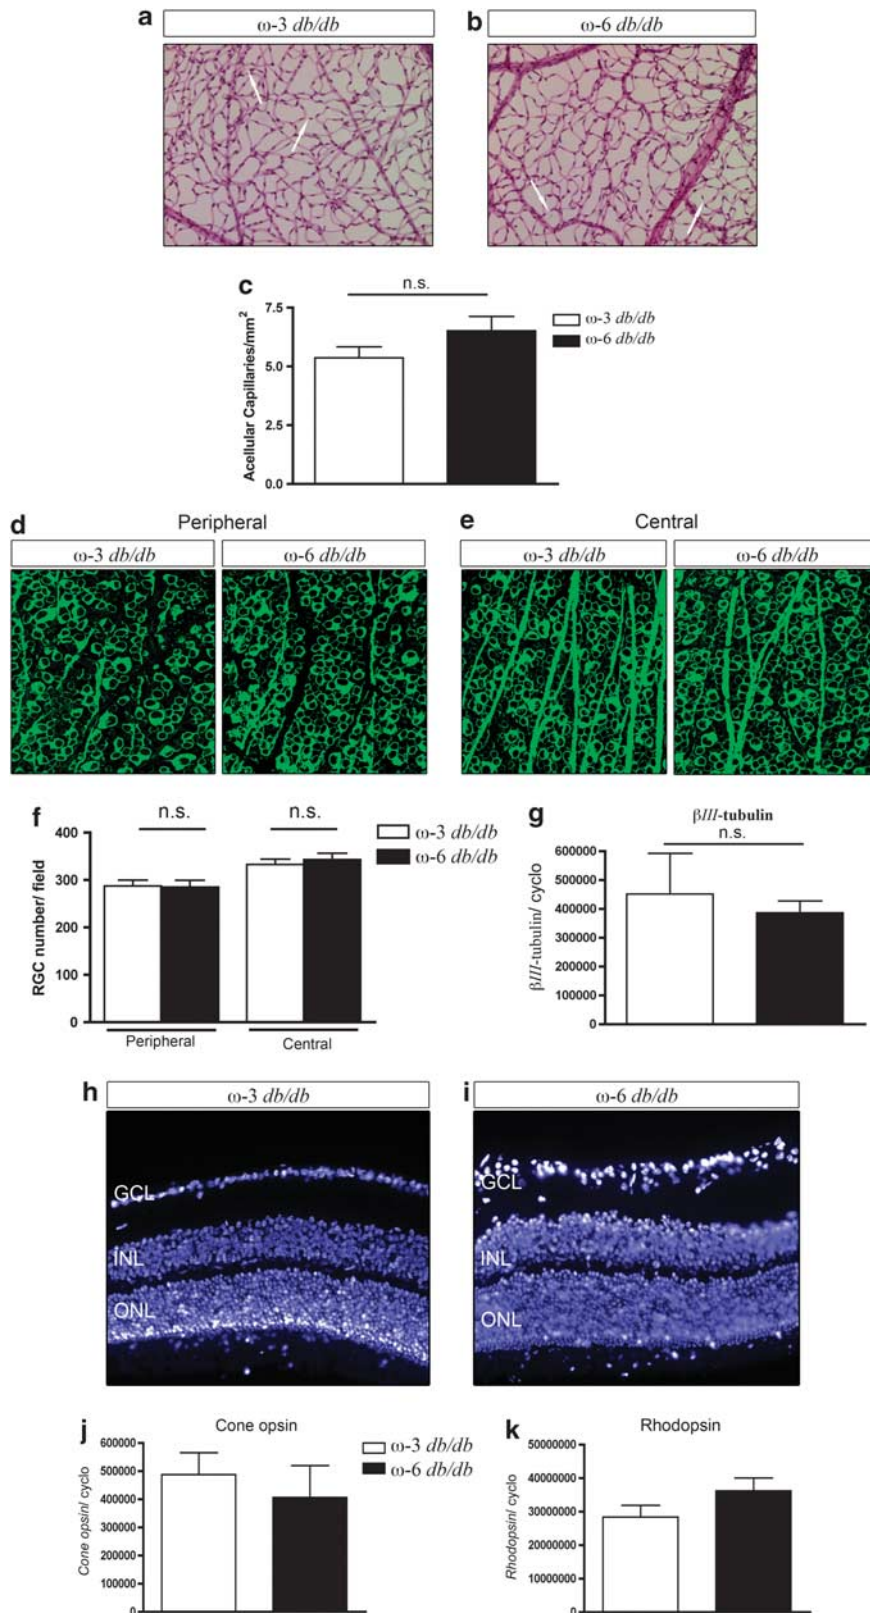 a
ω-3 db/db
b
ω-6 db/db
c
n.s.
Acellular Capillaries/mm²
7.5
5.0
2.5
0.0
ω-3 db/db
ω-6 db/db
d
Peripheral
ω-3 db/db
ω-6 db/db
e
Central
ω-3 db/db
ω-6 db/db
f
n.s.
n.s.
RGC number/ field
400
300
200
100
0
Peripheral
Central
ω-3 db/db
ω-6 db/db
g
βIII-tubulin
n.s.
βIII-tubulin/ cyclo
600000
500000
400000
300000
200000
100000
0
h
ω-3 db/db
GCL
INL
ONL
i
ω-6 db/db
GCL
INL
ONL
j
Cone opsin
Cone opsin/ cyclo
600000
500000
400000
300000
200000
100000
0
ω-3 db/db
ω-6 db/db
k
Rhodopsin
Rhodopsin/ cyclo
50000000
40000000
30000000
20000000
10000000
0